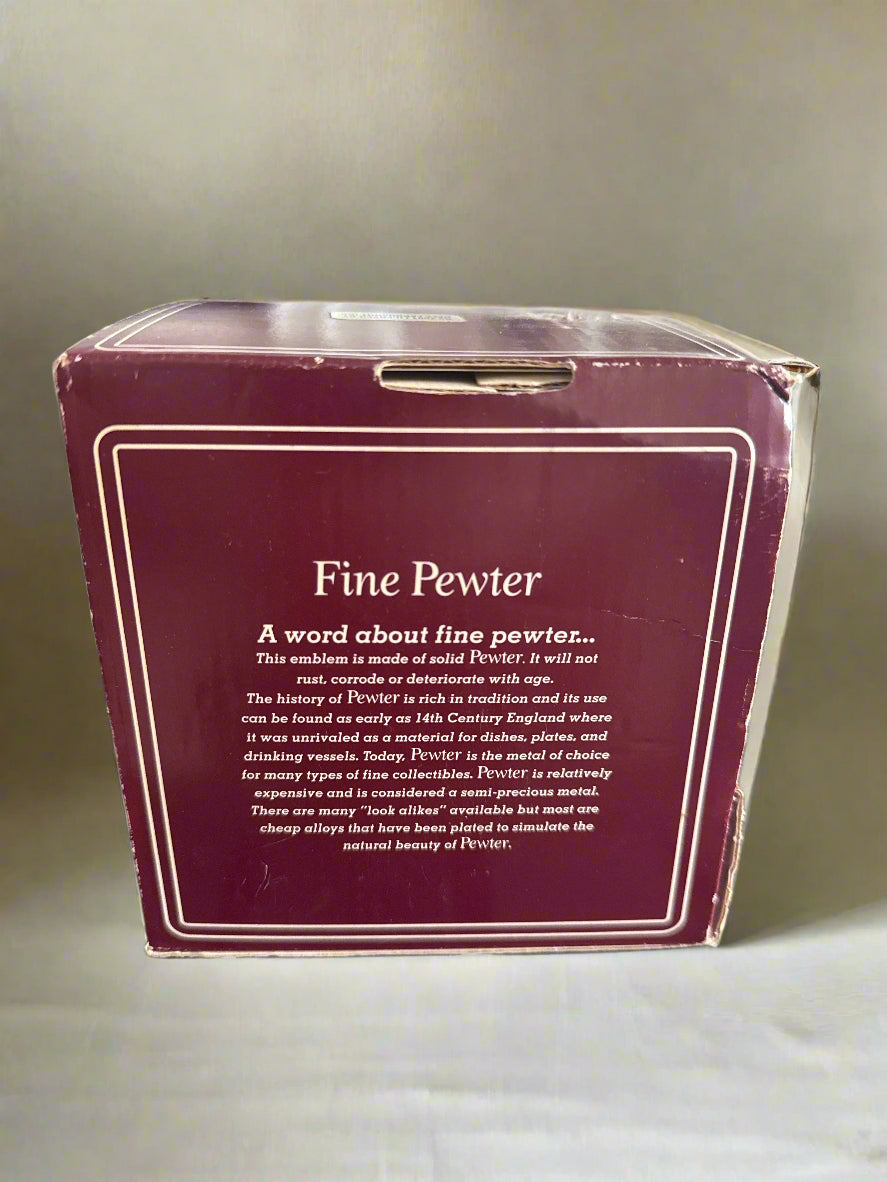 Fine Pewter
A word about fine pewter...
This emblem is made of solid Pewter. It will not
rust, corrode or deteriorate with age.
The history of Pewter is rich in tradition and its use
can be found as early as 14th Century England where
it was unrivaled as a material for dishes, plates, and
drinking vessels. Today, Pewter is the metal of choice
for many types of fine collectibles. Pewter is relatively
expensive and is considered a semi-precious metal.
There are many "look alikes" available but most are
cheap alloys that have been plated to simulate the
natural beauty of Pewter.